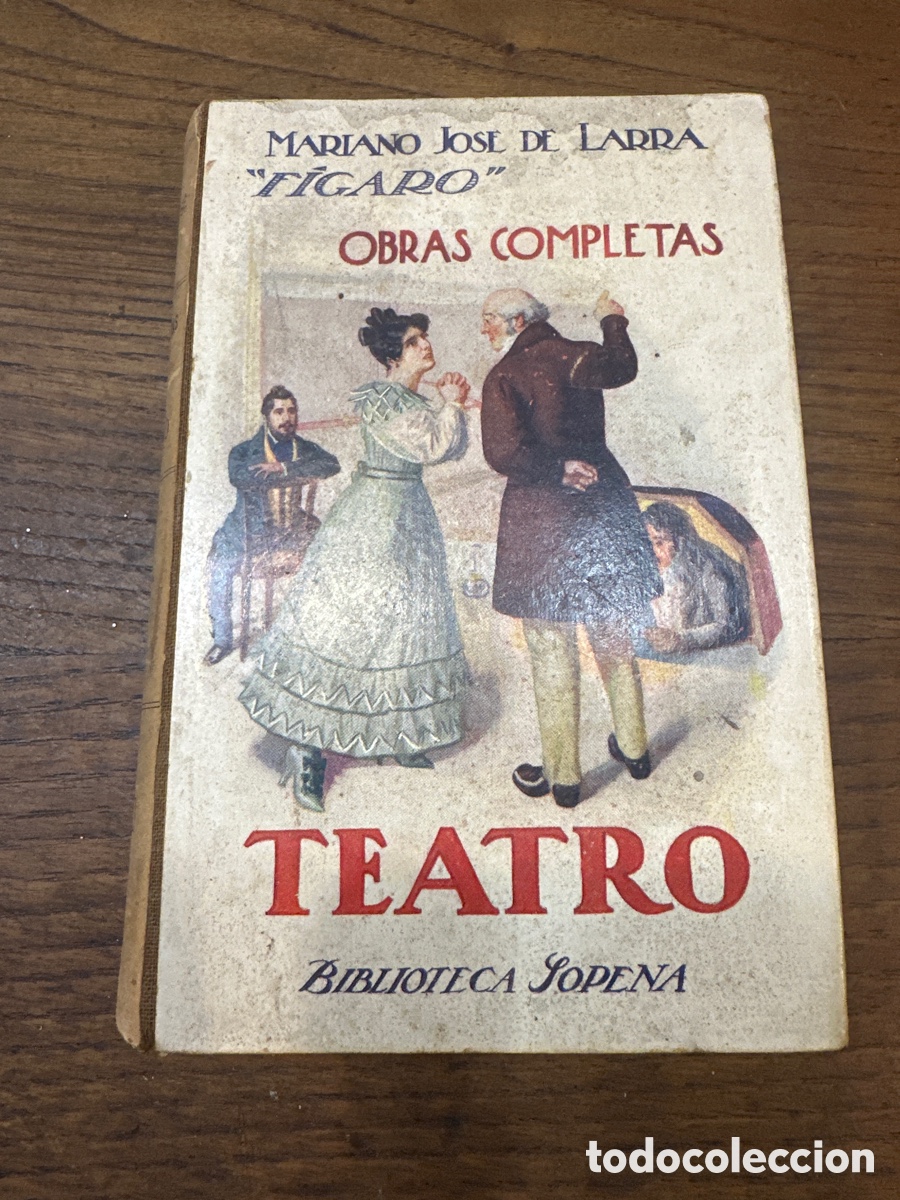 MARIANO JOSE DE LARRA
"FÍGARO"
OBRAS COMPLETAS
TEATRO
BIBLIOTECA SOPENA
todocoleccion